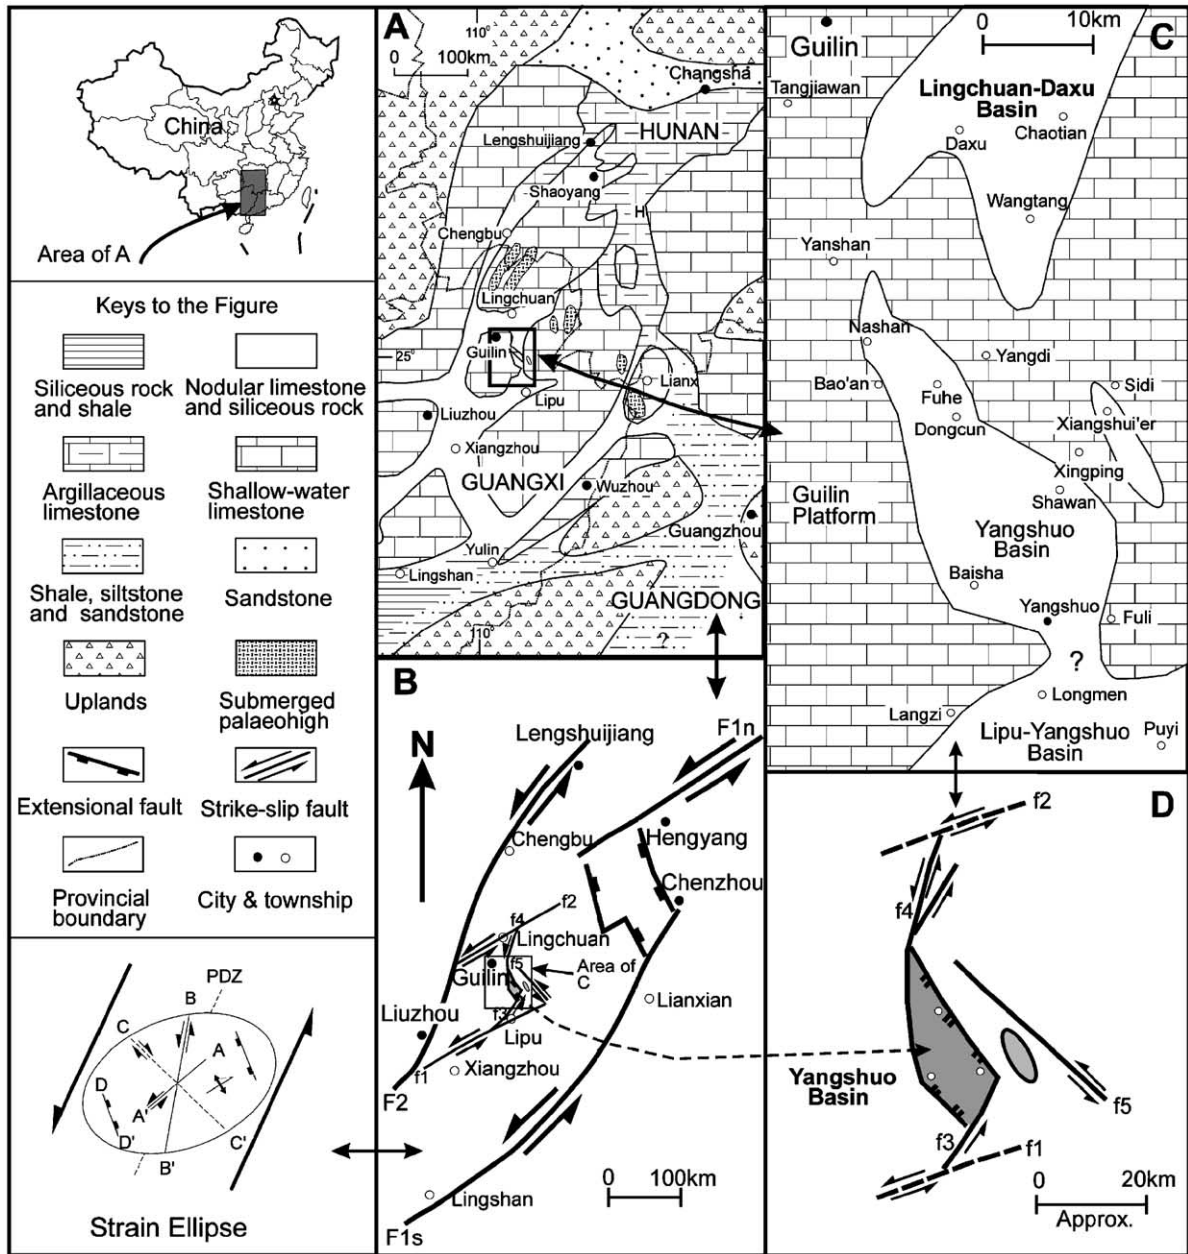 China
Area of A
Keys to the Figure
Siliceous rock
and shale
Nodular limestone
and siliceous rock
Argillaceous
limestone
Shallow-water
limestone
Shale, siltstone
and sandstone
Sandstone
Uplands
Submerged
palaeohigh
Extensional fault
Strike-slip fault
Provincial
boundary
City & township
PDZ
B
C
A
D
A'
D'
B'
C'
Strain Ellipse
A
110°
0 100km
Changsha
HUNAN
Lengshuijiang
Shaoyang
H
Chengbu
Lingchuan
25°
Guilin
Lianx
Lipu
Liuzhou
Xiangzhou
GUANGXI
Wuzhou
Guangzhou
Yulin
Lingshan
GUANGDONG
110°
?
B
N
Lengshuijiang
F1n
Chengbu
Hengyang
Chenzhou
f2
f4
Lingchuan
Guilin
f5
Area of
C
Lianxian
Liuzhou
f3
Lipu
f1
Xiangzhou
F2
Lingshan
0 100km
F1s
C
0 10km
Guilin
Tangjiawan
Lingchuan-Daxu
Basin
Daxu
Chaotian
Wangtang
Yanshan
Nashan
Yangdi
Bao'an
Fuhe
Sidi
Dongcun
Xiangshui'er
Xingping
Guilin
Platform
Shawan
Yangshuo
Basin
Baisha
Yangshuo
Fuli
?
Longmen
Langzi
Lipu-Yangshuo
Basin
Puyi
D
f2
f4
Yangshuo
Basin
f5
f3
f1
0 20km
Approx.